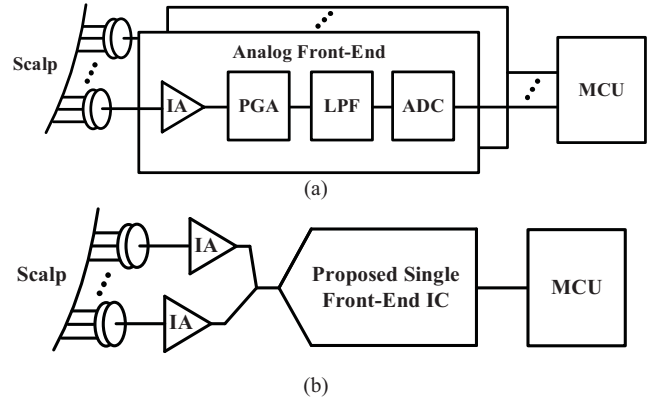 Scalp
Analog Front-End
IA
PGA
LPF
ADC
MCU
(a)
Scalp
IA
IA
Proposed Single
Front-End IC
MCU
(b)